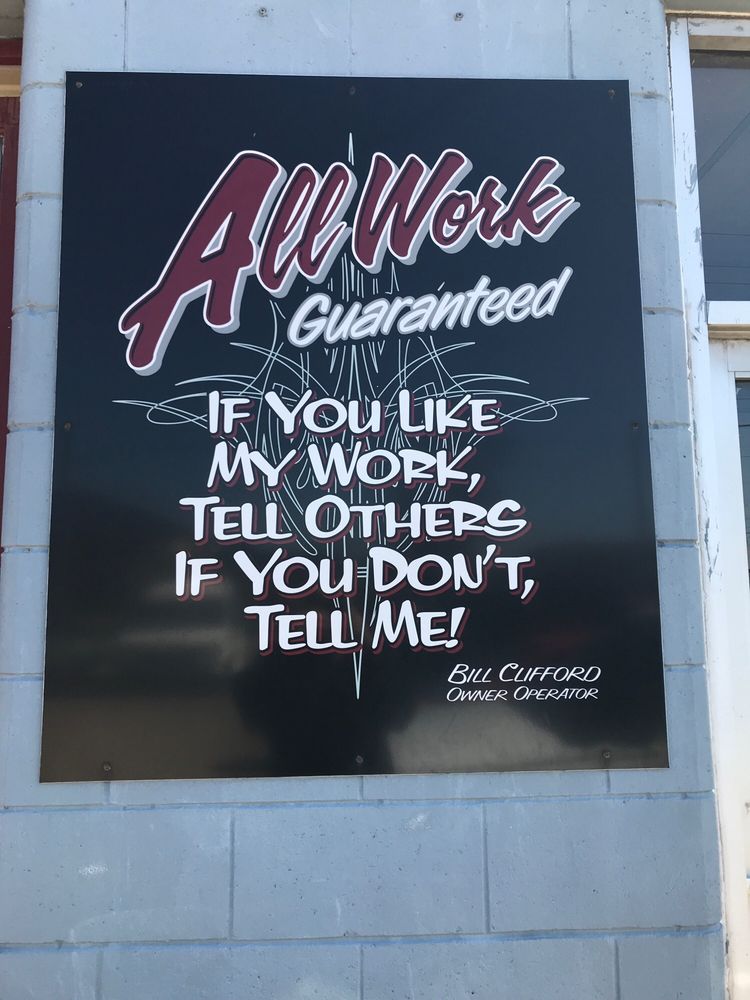 All Work
Guaranteed
If You Like
My Work,
Tell Others
If You Don't,
Tell Me!
Bill Clifford
Owner Operator